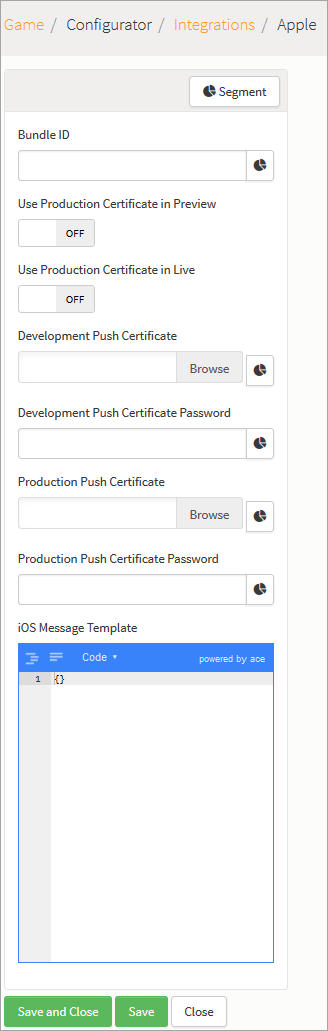 Game / Configurator / Integrations / Apple
Segment
Bundle ID
Use Production Certificate in Preview
OFF
Use Production Certificate in Live
OFF
Development Push Certificate
Browse
Development Push Certificate Password
Production Push Certificate
Browse
Production Push Certificate Password
iOS Message Template
Code powered by ace
1 {}
Save and Close Save Close